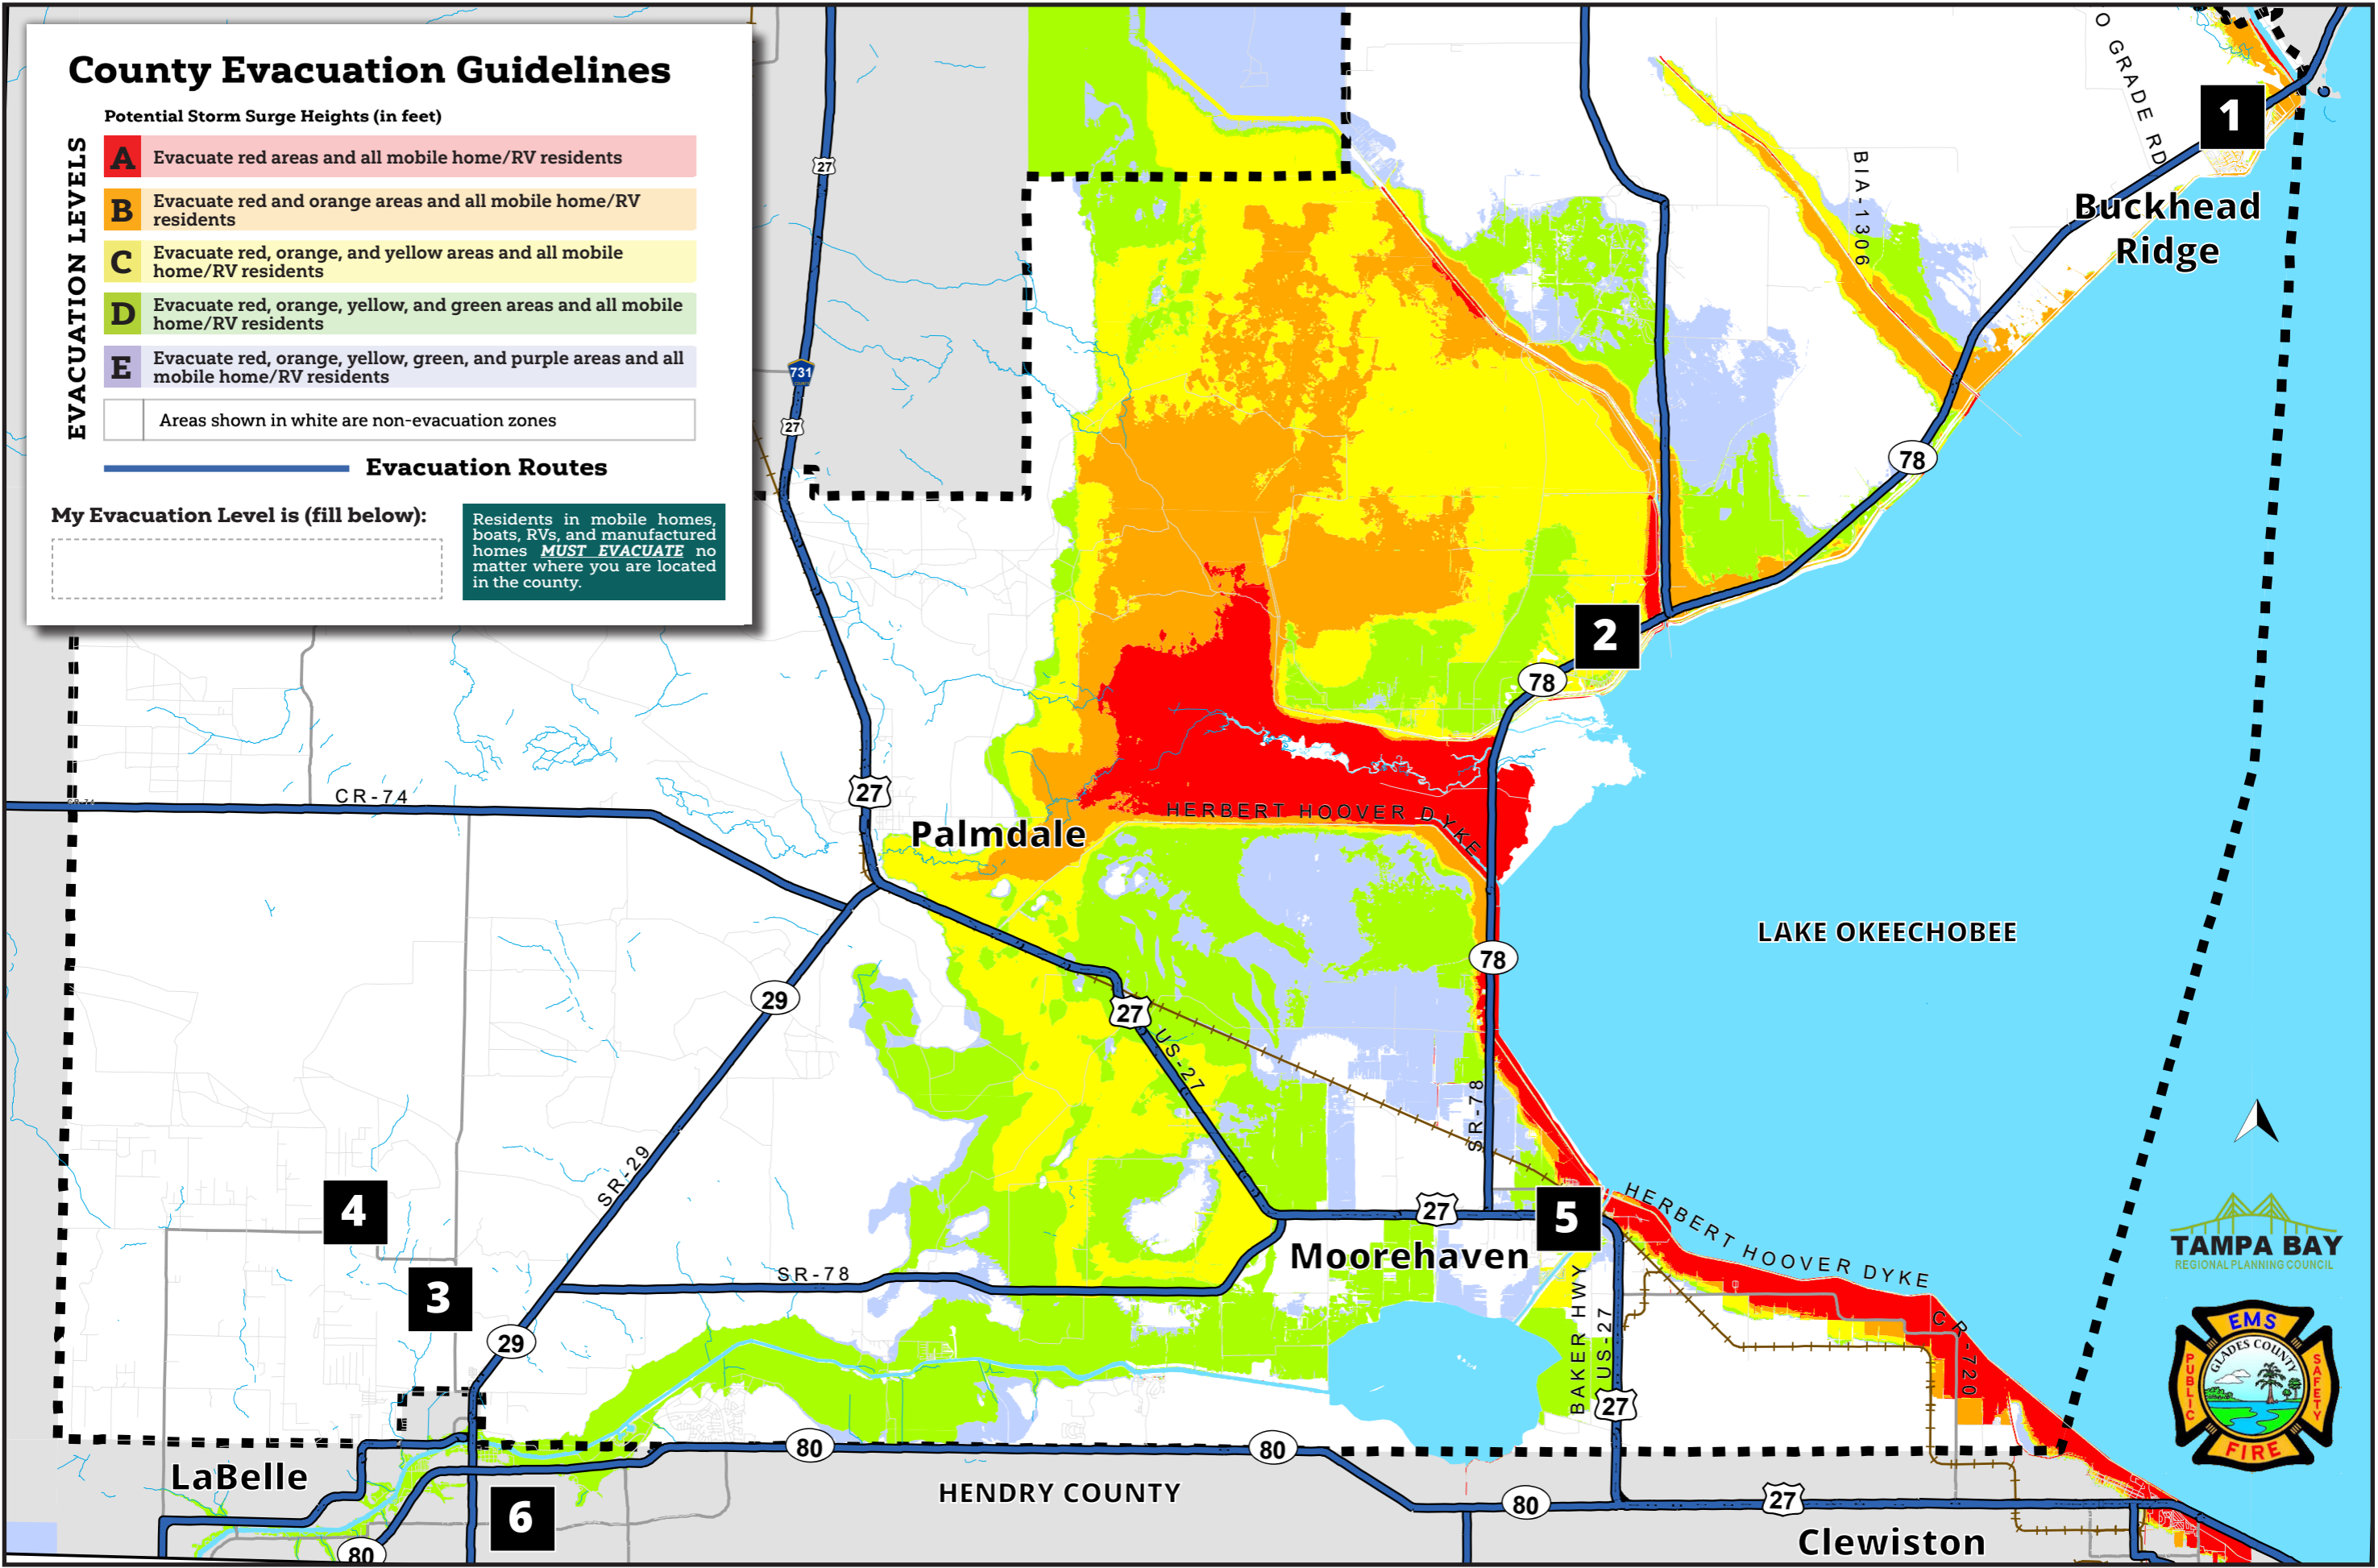 County Evacuation Guidelines
Potential Storm Surge Heights (in feet)
EVACUATION LEVELS
A Evacuate red areas and all mobile home/RV residents
B Evacuate red and orange areas and all mobile home/RV
residents
C Evacuate red, orange, and yellow areas and all mobile
home/RV residents
D Evacuate red, orange, yellow, and green areas and all mobile
home/RV residents
E Evacuate red, orange, yellow, green, and purple areas and all
mobile home/RV residents
Areas shown in white are non-evacuation zones
Evacuation Routes
My Evacuation Level is (fill below):
Residents in mobile homes,
boats, RVs, and manufactured
homes MUST EVACUATE no
matter where you are located
in the county.
27
731
27
O GRADE RD
1
BIA-1306
Buckhead
Ridge
78
2
78
CR-74
CR-74
27
Palmdale
HERBERT HOOVER DYKE
LAKE OKEECHOBEE
78
29
27
US-27
SR-78
SR-29
4
5
27
HERBERT HOOVER DYKE
Moorehaven
SR-78
3
29
BAKER HWY
US-27
27
CR-720
TAMPA BAY
REGIONAL PLANNING COUNCIL
EMS
GLADES COUNTY
PUBLIC
SAFETY
FIRE
80
80
LaBelle
HENDRY COUNTY
6
80
27
80
Clewiston